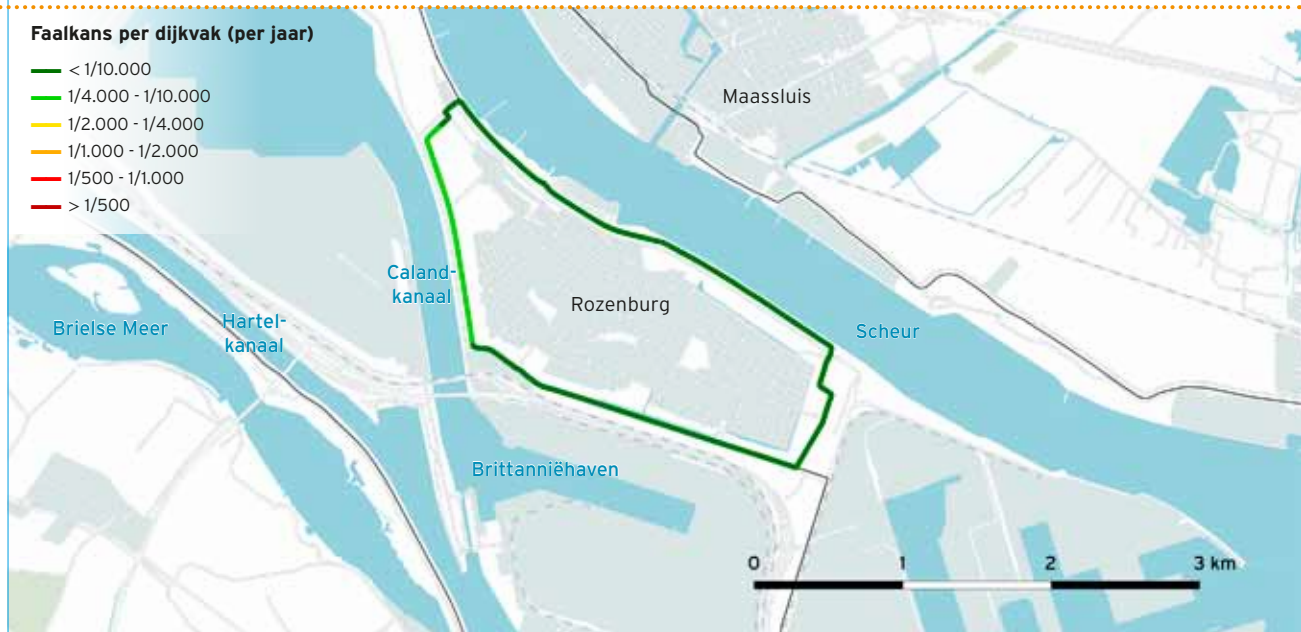 Faalkans per dijkvak (per jaar)
< 1/10.000
1/4.000 - 1/10.000
1/2.000 - 1/4.000
1/1.000 - 1/2.000
1/500 - 1/1.000
> 1/500
Maassluis
Caland-
kanaal
Rozenburg
Brielse Meer
Hartel-
kanaal
Scheur
Brittanniëhaven
0 1 2 3 km